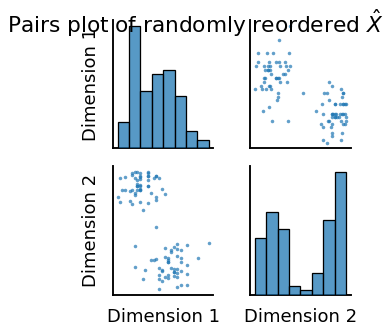 Pairs plot of randomly reordered X̂
Dimension 1
Dimension 2
Dimension 1
Dimension 2